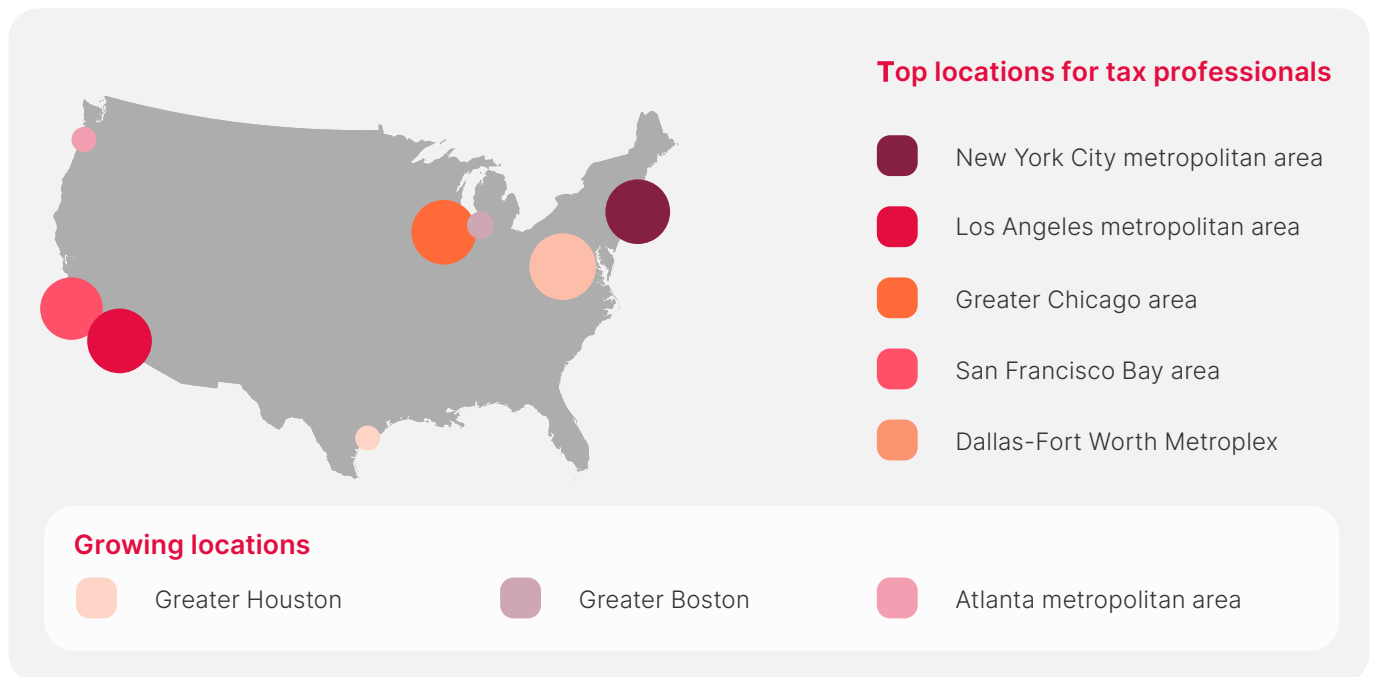 Top locations for tax professionals
New York City metropolitan area
Los Angeles metropolitan area
Greater Chicago area
San Francisco Bay area
Dallas-Fort Worth Metroplex
Growing locations
Greater Houston
Greater Boston
Atlanta metropolitan area